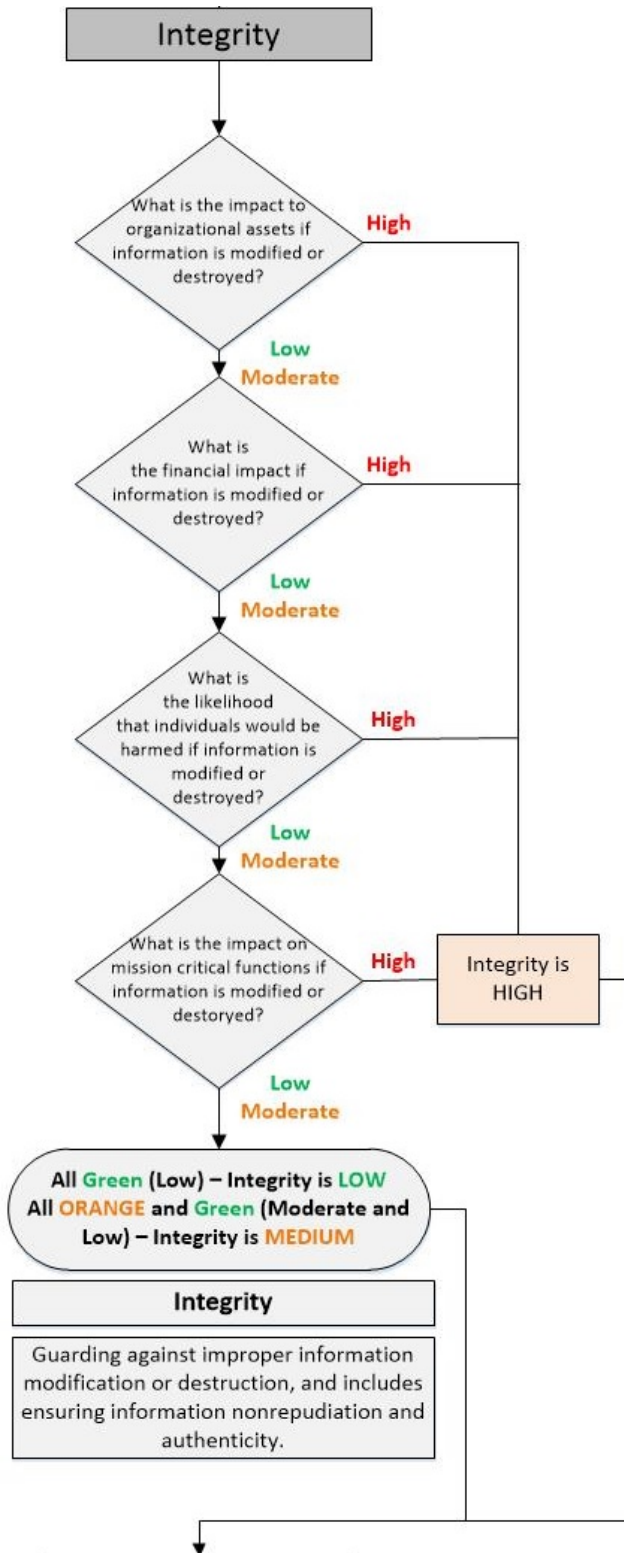 Integrity
What is the impact to
organizational assets if
information is modified or
destroyed?
High
Low
Moderate
What is
the financial impact if
information is modified or
destroyed?
High
Low
Moderate
What is
the likelihood
that individuals would be
harmed if information is
modified or
destroyed?
High
Low
Moderate
What is the impact on
mission critical functions if
information is modified or
destoryed?
High
Integrity is
HIGH
Low
Moderate
All Green (Low) – Integrity is LOW
All ORANGE and Green (Moderate and
Low) – Integrity is MEDIUM
Integrity
Guarding against improper information
modification or destruction, and includes
ensuring information nonrepudiation and
authenticity.